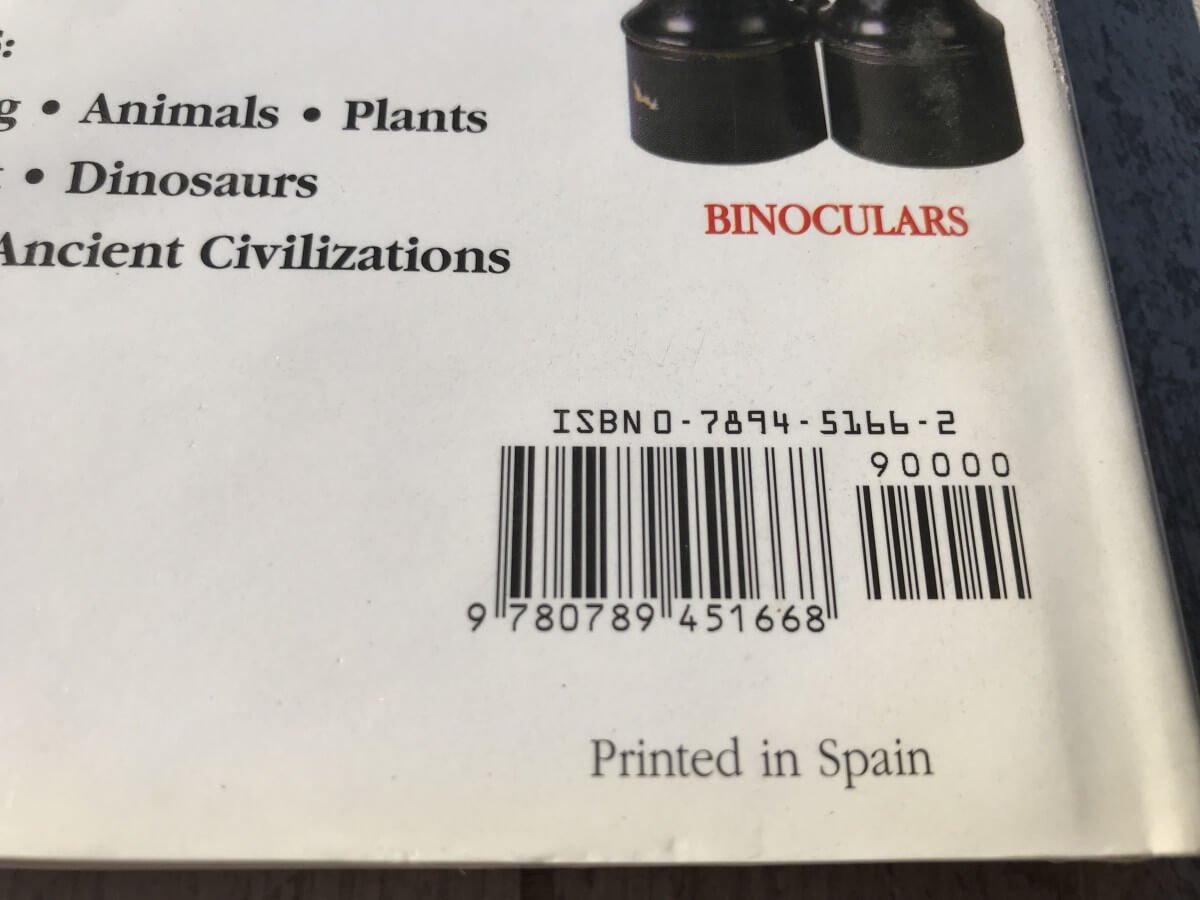 g • Animals • Plants
• Dinosaurs
Ancient Civilizations
BINOCULARS
ISBN 0-7894-5166-2
90000
9 780789 451668
Printed in Spain